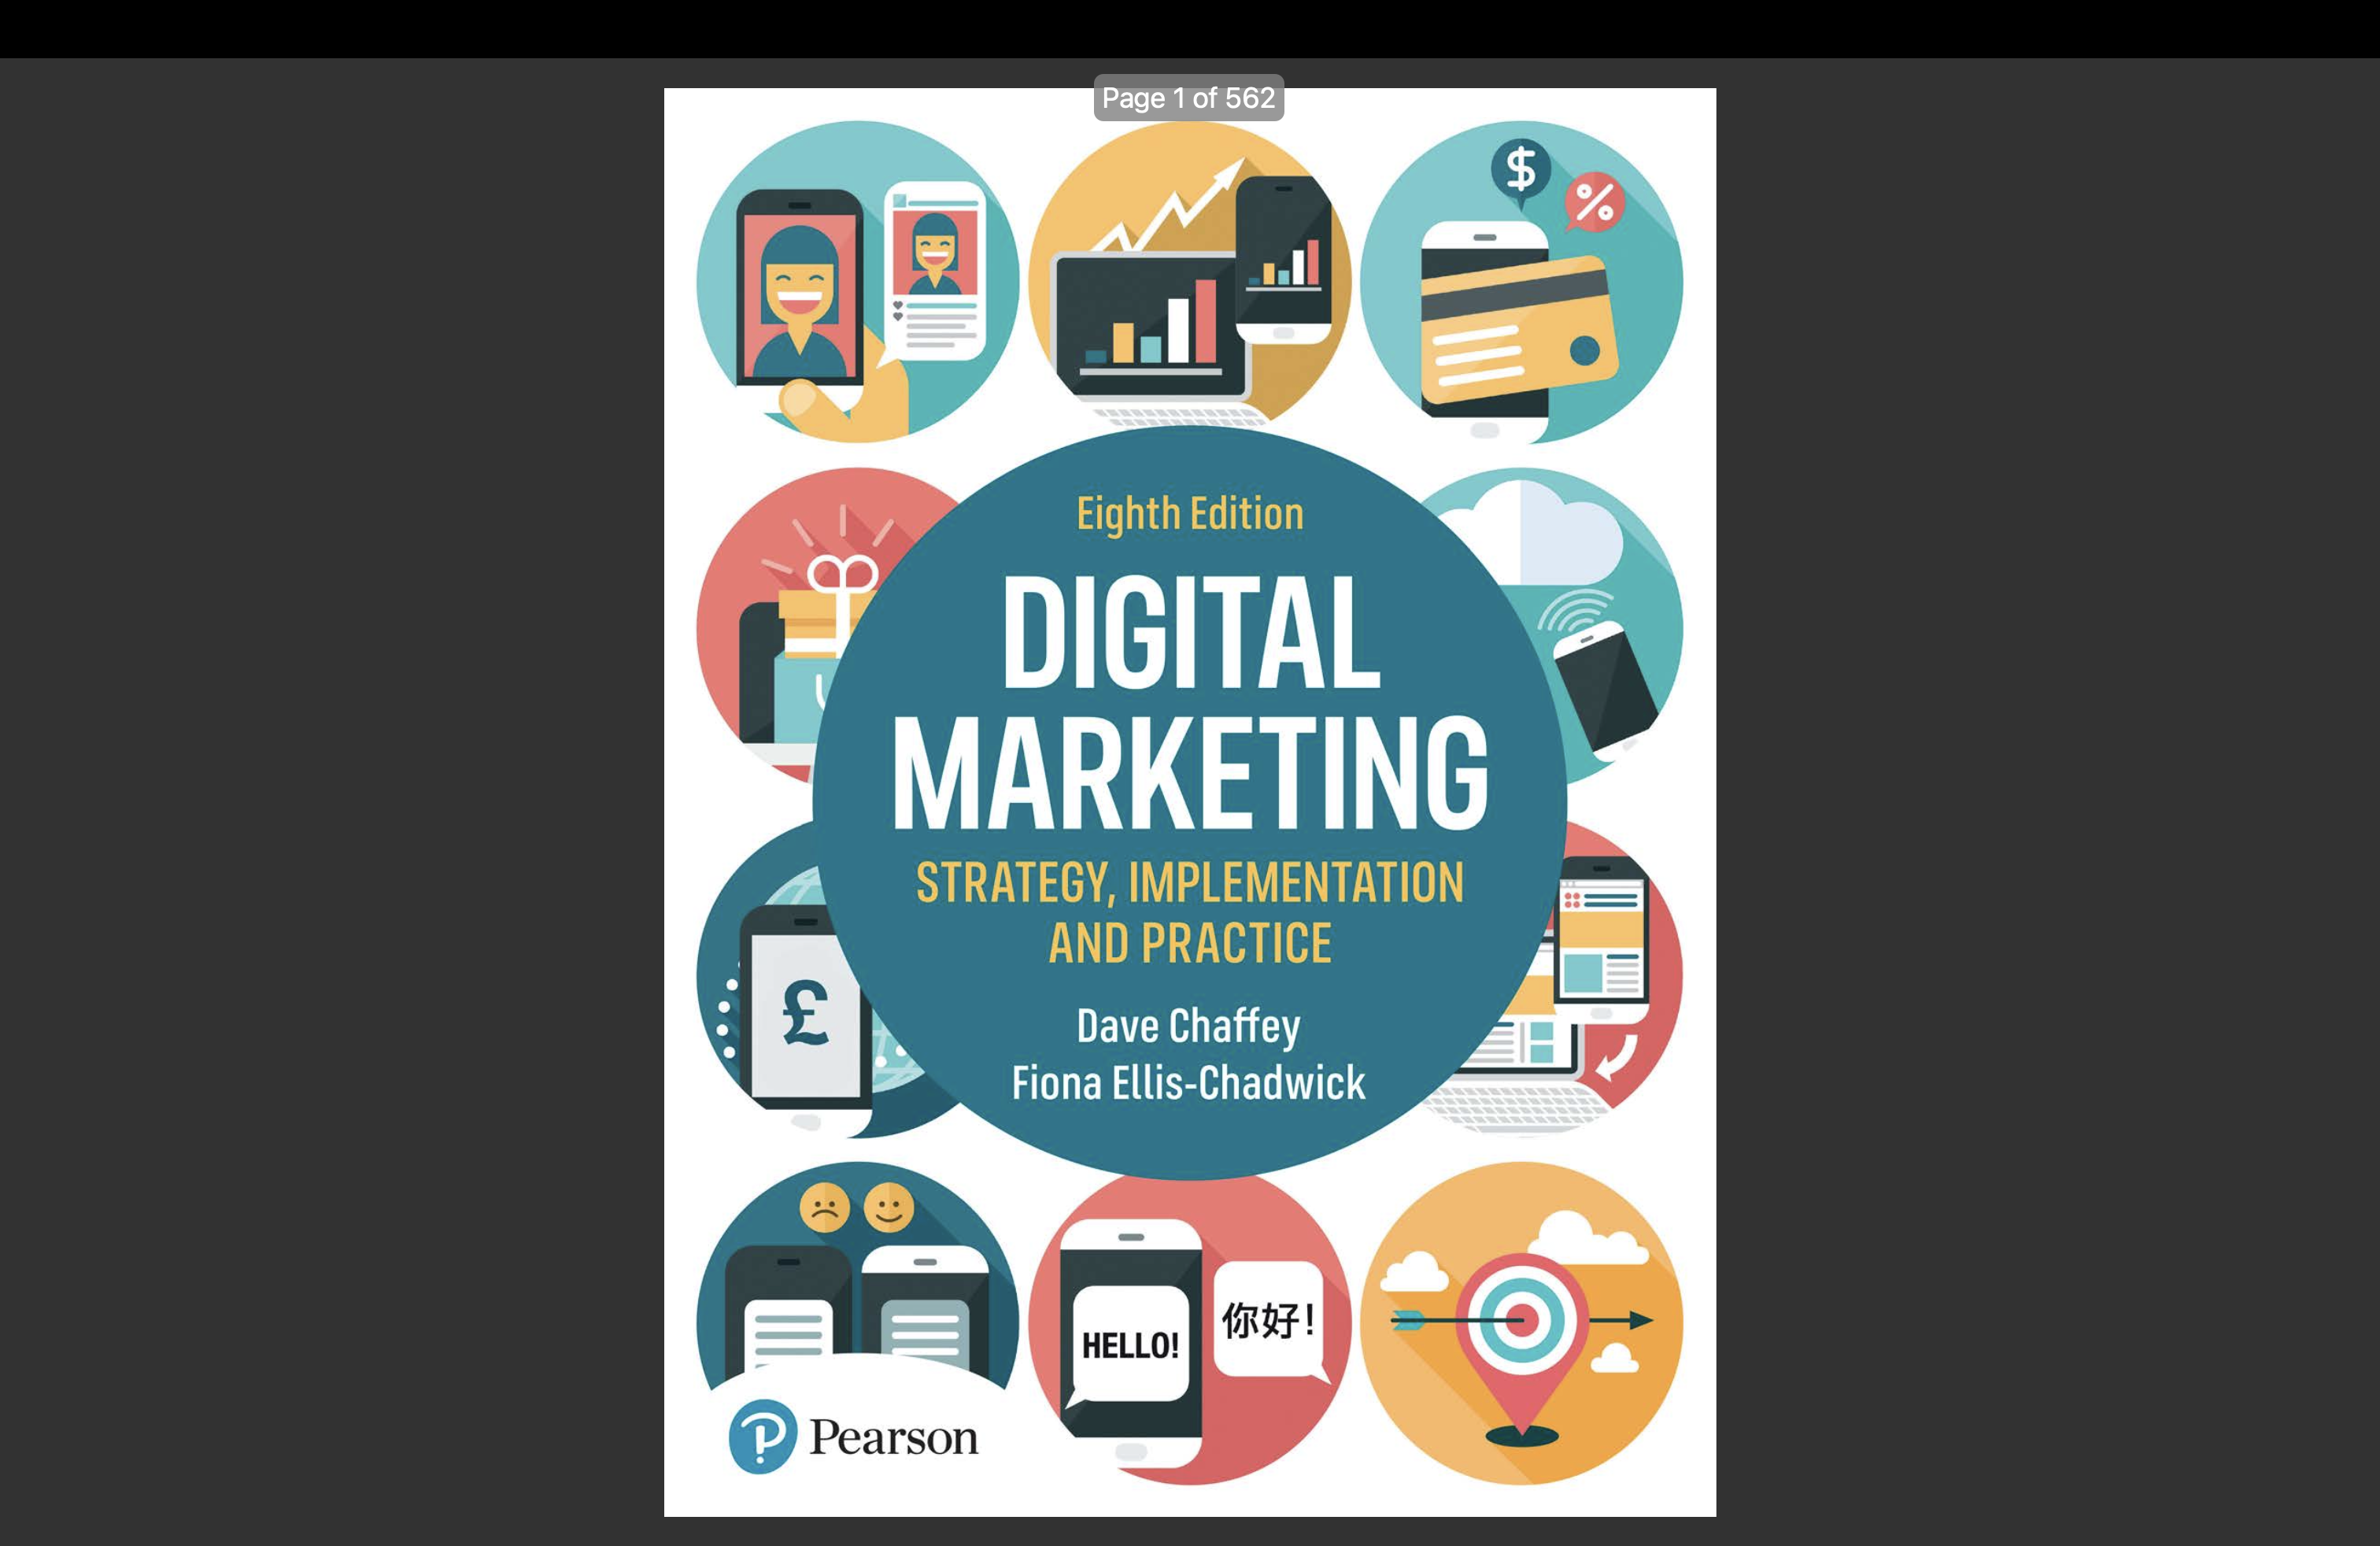 Page 1 of 562
$
%
Eighth Edition
DIGITAL
MARKETING
STRATEGY, IMPLEMENTATION
AND PRACTICE
£
Dave Chaffey
Fiona Ellis-Chadwick
HELLO!
你好!
Pearson